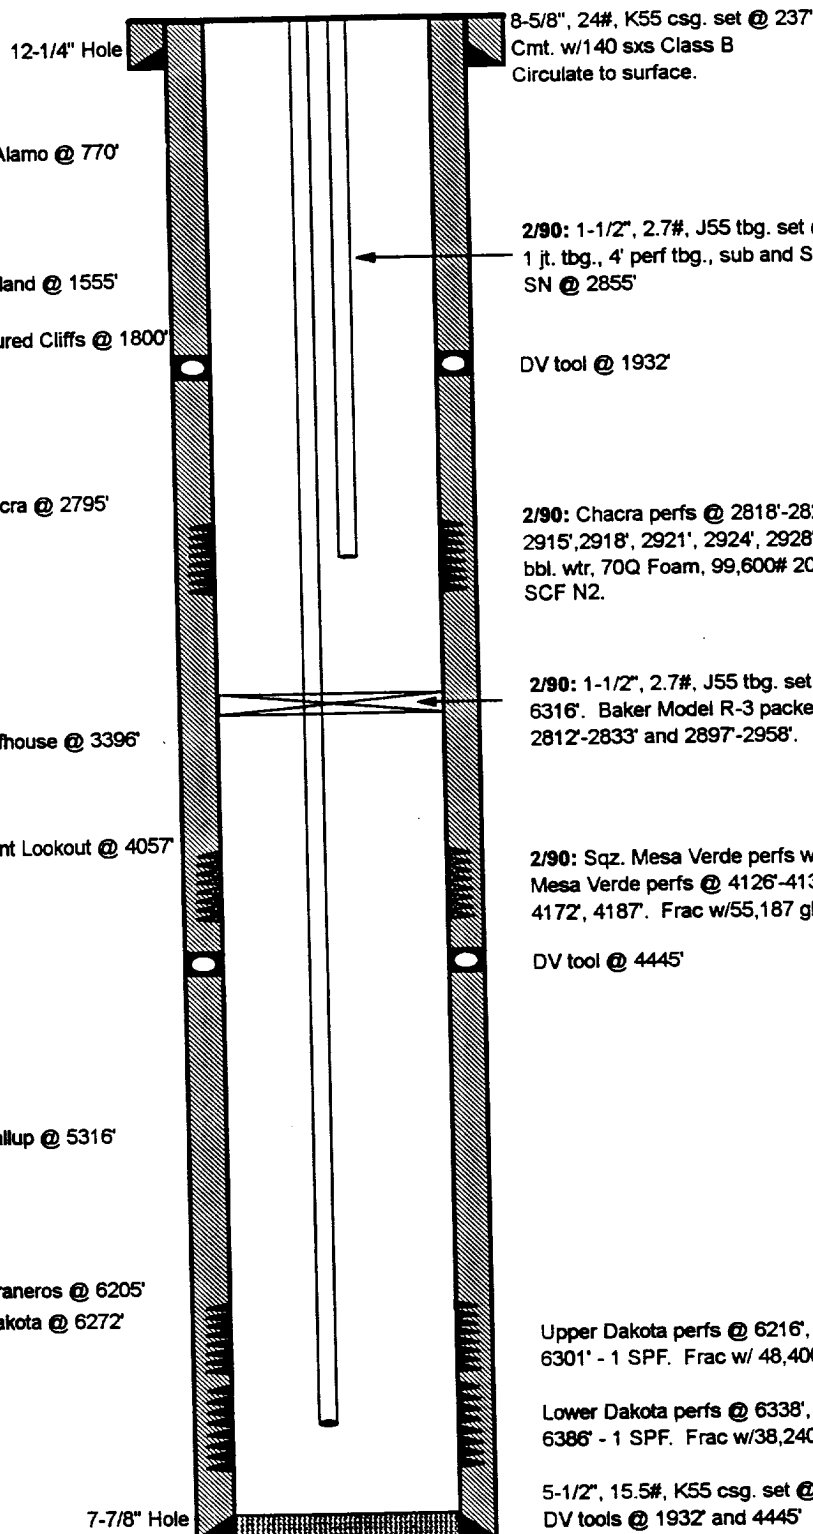 8-5/8", 24#, K55 csg. set @ 237'
12-1/4" Hole
Cmt. w/140 sxs Class B
Circulate to surface.
Alamo @ 770'
2/90: 1-1/2", 2.7#, J55 tbg. set
1 jt. tbg., 4' perf tbg., sub and S
SN @ 2855'
land @ 1555'
ured Cliffs @ 1800'
DV tool @ 1932'
cra @ 2795'
2/90: Chacra perfs @ 2818'-28
2915',2918', 2921', 2924', 2928'
bbl. wtr, 70Q Foam, 99,600# 20
SCF N2.
2/90: 1-1/2", 2.7#, J55 tbg. set
6316'. Baker Model R-3 packe
2812'-2833' and 2897'-2958'.
fhouse @ 3396'
nt Lookout @ 4057'
2/90: Sqz. Mesa Verde perfs w
Mesa Verde perfs @ 4126'-413
4172', 4187'. Frac w/55,187 gl
DV tool @ 4445'
allup @ 5316'
raneros @ 6205'
akota @ 6272'
Upper Dakota perfs @ 6216',
6301' - 1 SPF. Frac w/ 48,400
Lower Dakota perfs @ 6338',
6386' - 1 SPF. Frac w/38,240
5-1/2", 15.5#, K55 csg. set @
7-7/8" Hole
DV tools @ 1932' and 4445'